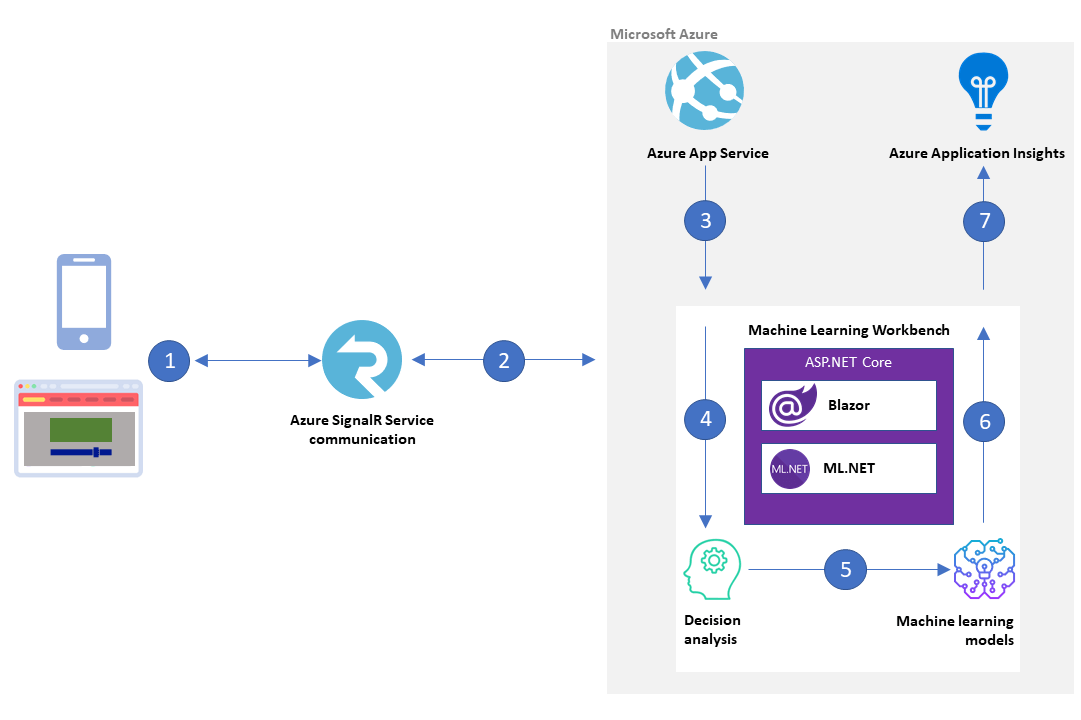 Microsoft Azure
Azure App Service
Azure Application Insights
3
7
1
Azure SignalR Service
communication
2
Machine Learning Workbench
ASP.NET Core
Blazor
ML.NET
ML.NET
4
6
5
Decision
analysis
Machine learning
models